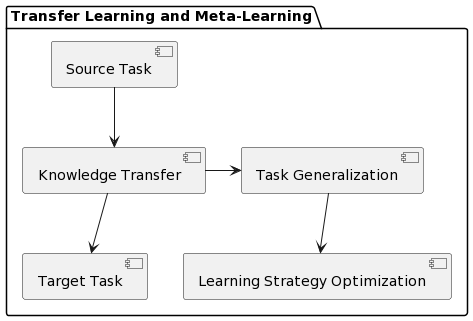 Transfer Learning and Meta-Learning
Source Task
Knowledge Transfer
Task Generalization
Target Task
Learning Strategy Optimization